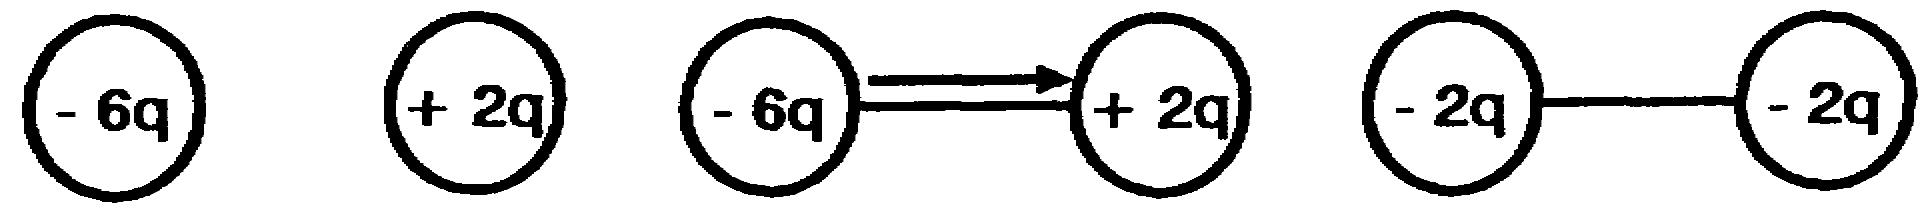 - 6q + 2q - 6q + 2q - 2q - 2q